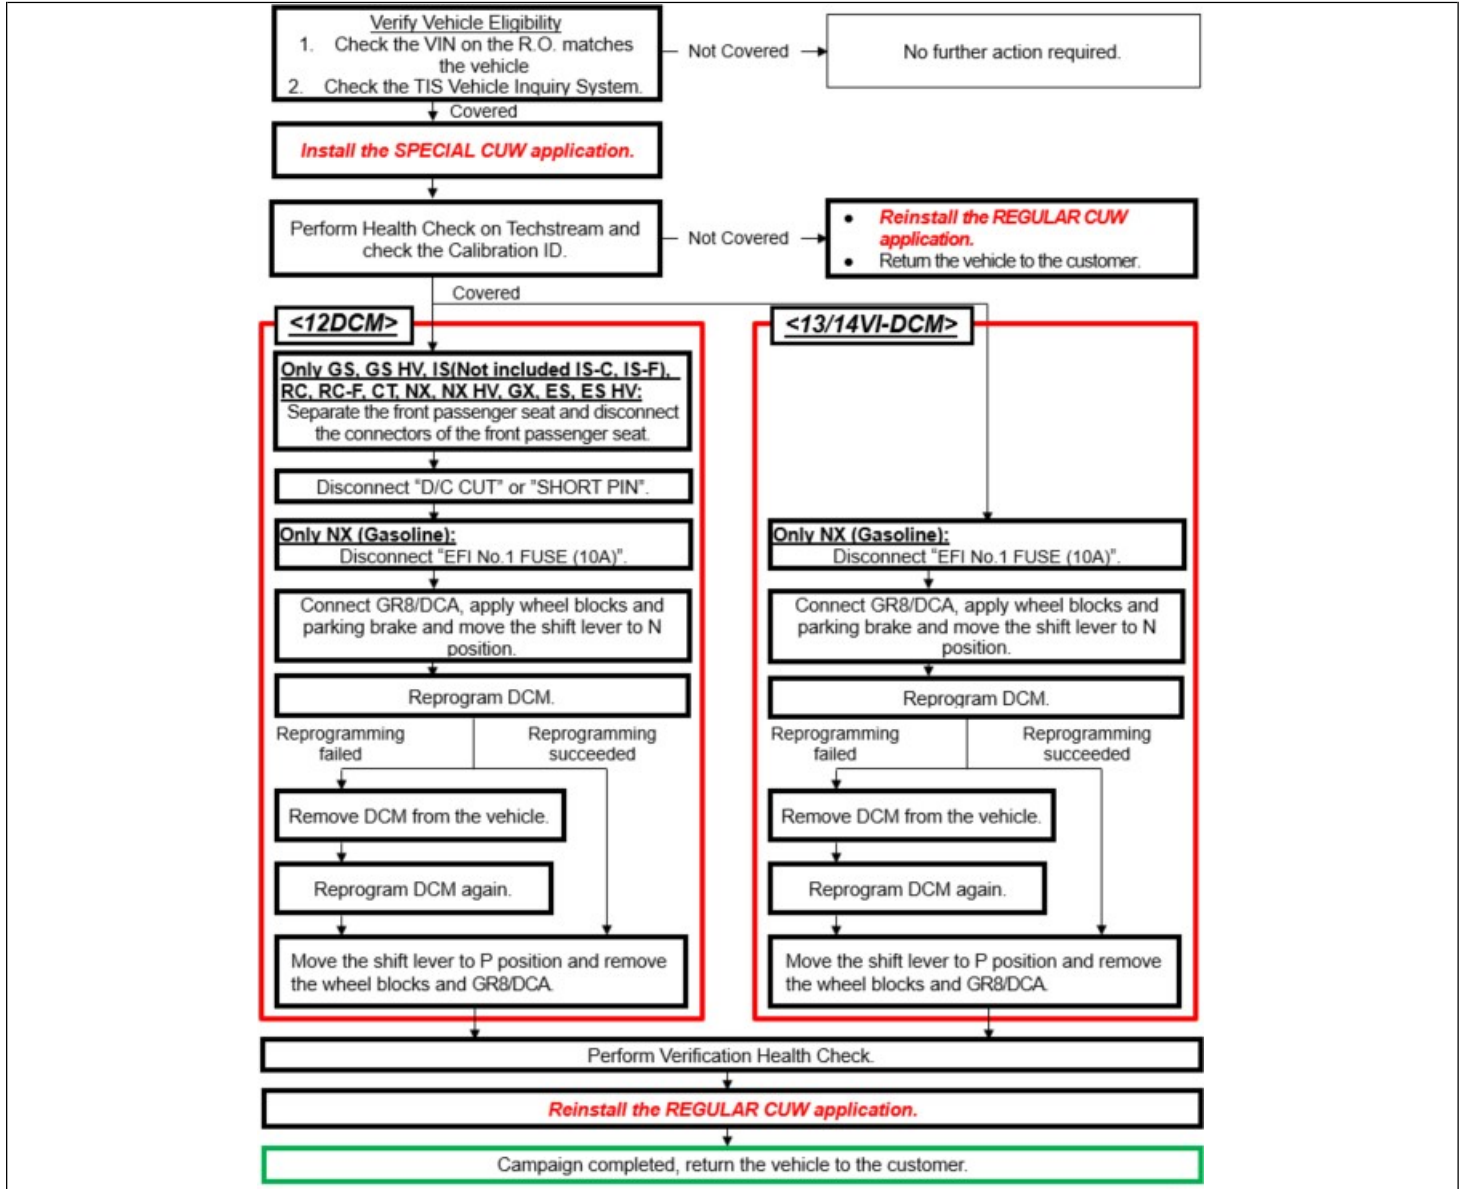 Verify Vehicle Eligibility
1. Check the VIN on the R.O. matches
the vehicle
2. Check the TIS Vehicle Inquiry System.
Not Covered
No further action required.
Covered
Install the SPECIAL CUW application.
Perform Health Check on Techstream and
check the Calibration ID.
Not Covered
● Reinstall the REGULAR CUW
application.
● Return the vehicle to the customer.
Covered
<12DCM>
Only GS, GS HV, IS(Not included IS-C, IS-F),
RC, RC-F, CT, NX, NX HV, GX, ES, ES HV:
Separate the front passenger seat and disconnect
the connectors of the front passenger seat.
Disconnect “D/C CUT” or ”SHORT PIN”.
Only NX (Gasoline):
Disconnect “EFI No.1 FUSE (10A)”.
Connect GR8/DCA, apply wheel blocks and
parking brake and move the shift lever to N
position.
Reprogram DCM.
Reprogramming
failed
Reprogramming
succeeded
Remove DCM from the vehicle.
Reprogram DCM again.
Move the shift lever to P position and remove
the wheel blocks and GR8/DCA.
<13/14VI-DCM>
Only NX (Gasoline):
Disconnect “EFI No.1 FUSE (10A)”.
Connect GR8/DCA, apply wheel blocks and
parking brake and move the shift lever to N
position.
Reprogram DCM.
Reprogramming
failed
Reprogramming
succeeded
Remove DCM from the vehicle.
Reprogram DCM again.
Move the shift lever to P position and remove
the wheel blocks and GR8/DCA.
Perform Verification Health Check.
Reinstall the REGULAR CUW application.
Campaign completed, return the vehicle to the customer.